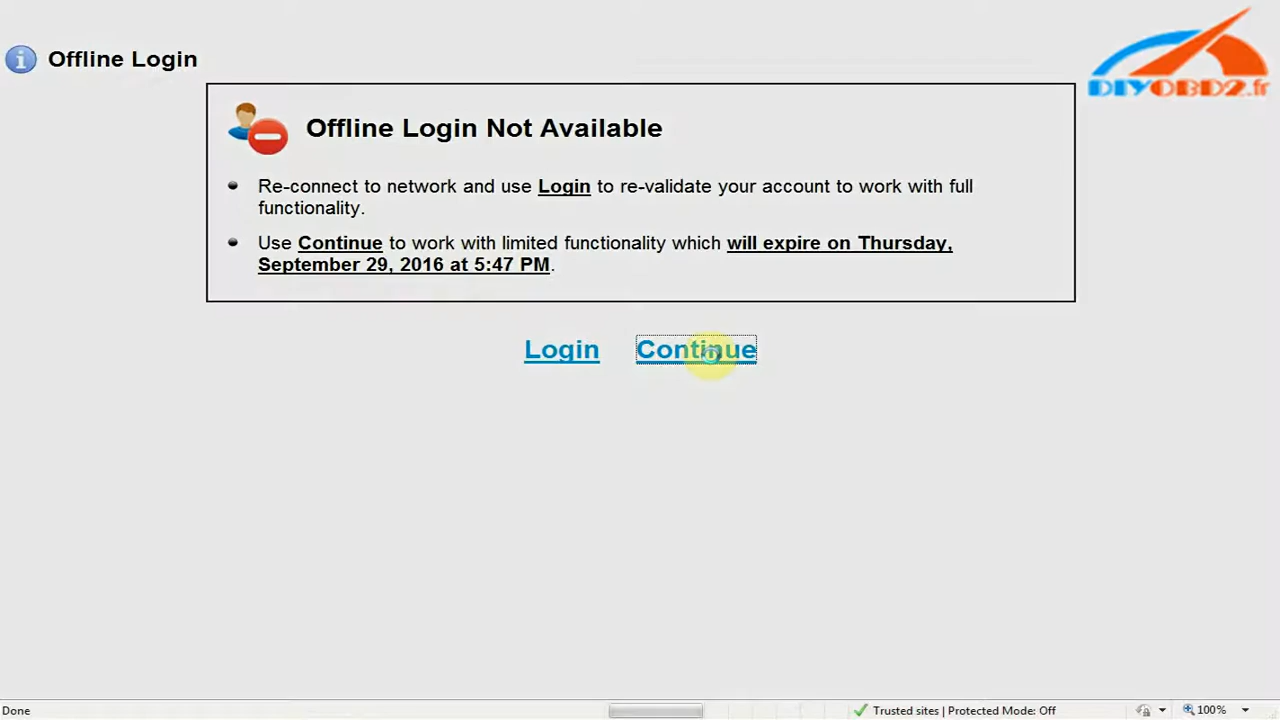 Offline Login
DIYOBD2.fr
Offline Login Not Available
Re-connect to network and use Login to re-validate your account to work with full
functionality.
Use Continue to work with limited functionality which will expire on Thursday,
September 29, 2016 at 5:47 PM.
Login Continue
Done Trusted sites | Protected Mode: Off 100%